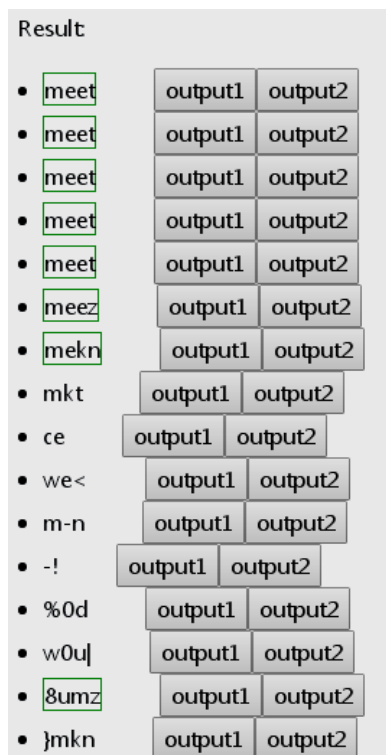 Result:
• meet output1 output2
• meet output1 output2
• meet output1 output2
• meet output1 output2
• meet output1 output2
• meez output1 output2
• mekn output1 output2
• mkt output1 output2
• ce output1 output2
• we< output1 output2
• m-n output1 output2
• -! output1 output2
• %0d output1 output2
• w0u| output1 output2
• 8umz output1 output2
• }mkn output1 output2